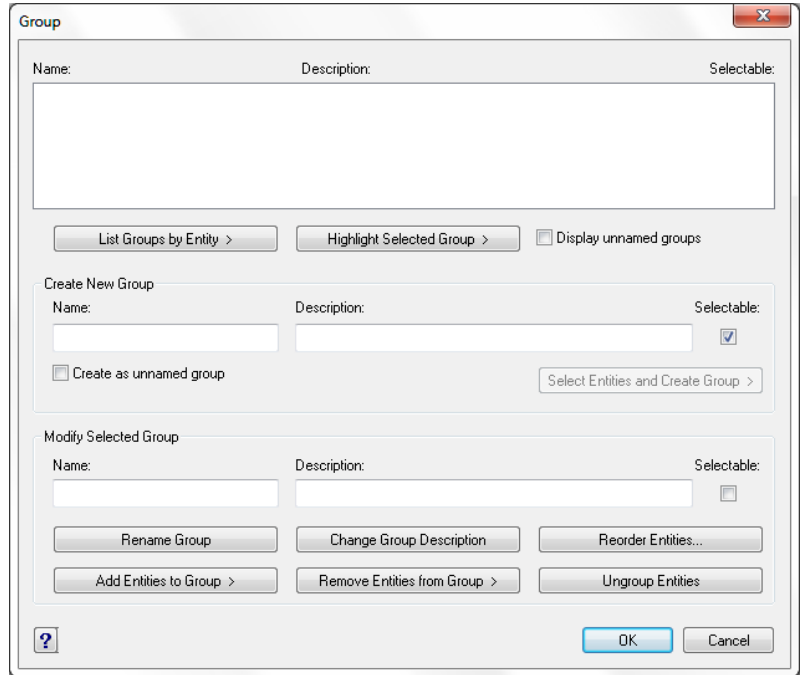 Group
x
Name: Description: Selectable:
List Groups by Entity > Highlight Selected Group > Display unnamed groups
Create New Group
Name: Description: Selectable:
Create as unnamed group Select Entities and Create Group >
Modify Selected Group
Name: Description: Selectable:
Rename Group Change Group Description Reorder Entities...
Add Entities to Group > Remove Entities from Group > Ungroup Entities
? OK Cancel